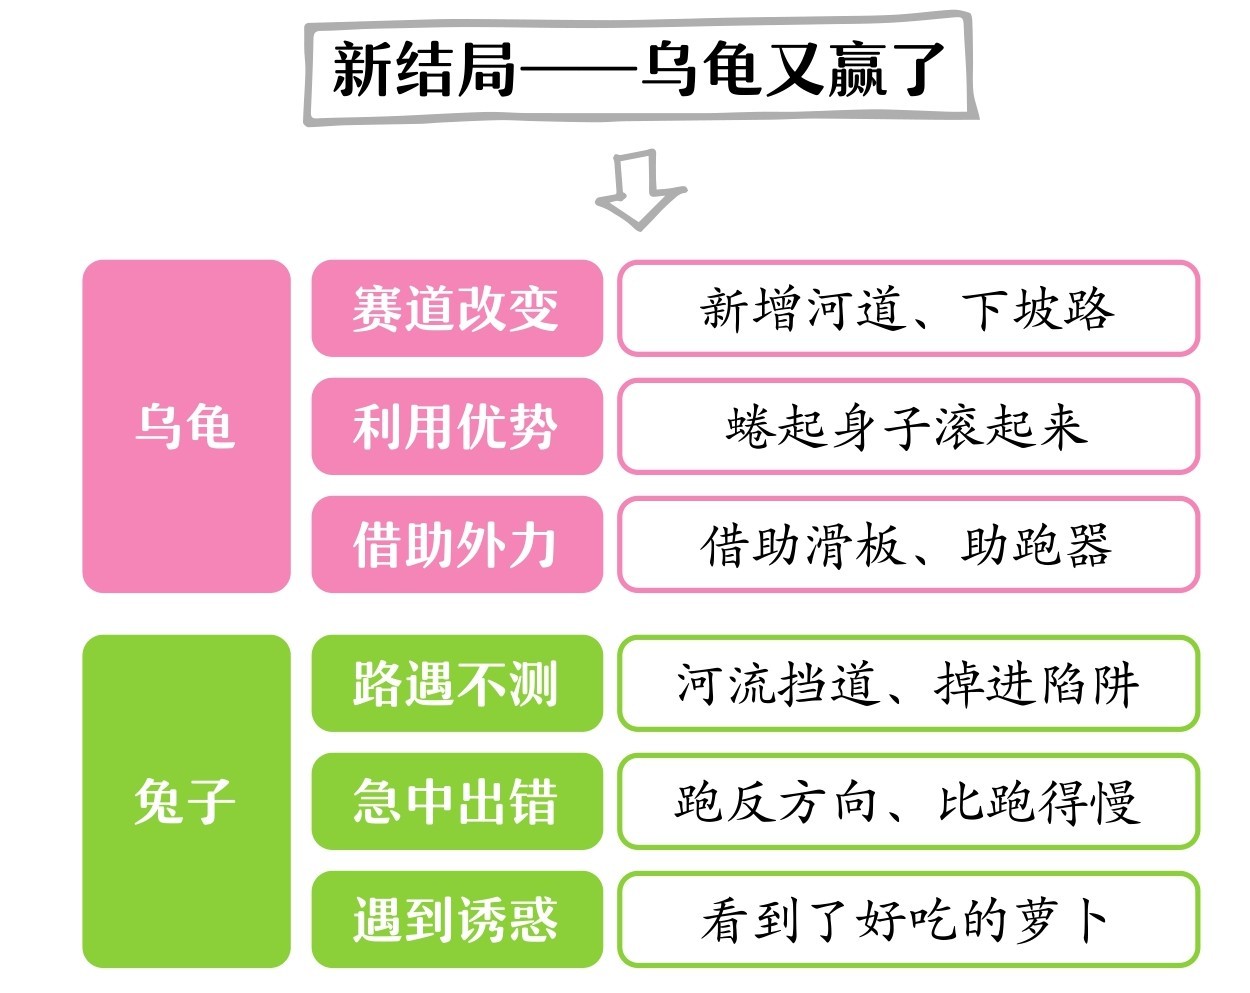 新结局——乌龟又赢了
乌龟
赛道改变
新增河道、下坡路
利用优势
蜷起身子滚起来
借助外力
借助滑板、助跑器
兔子
路遇不测
河流挡道、掉进陷阱
急中出错
跑反方向、比跑得慢
遇到诱惑
看到了好吃的萝卜